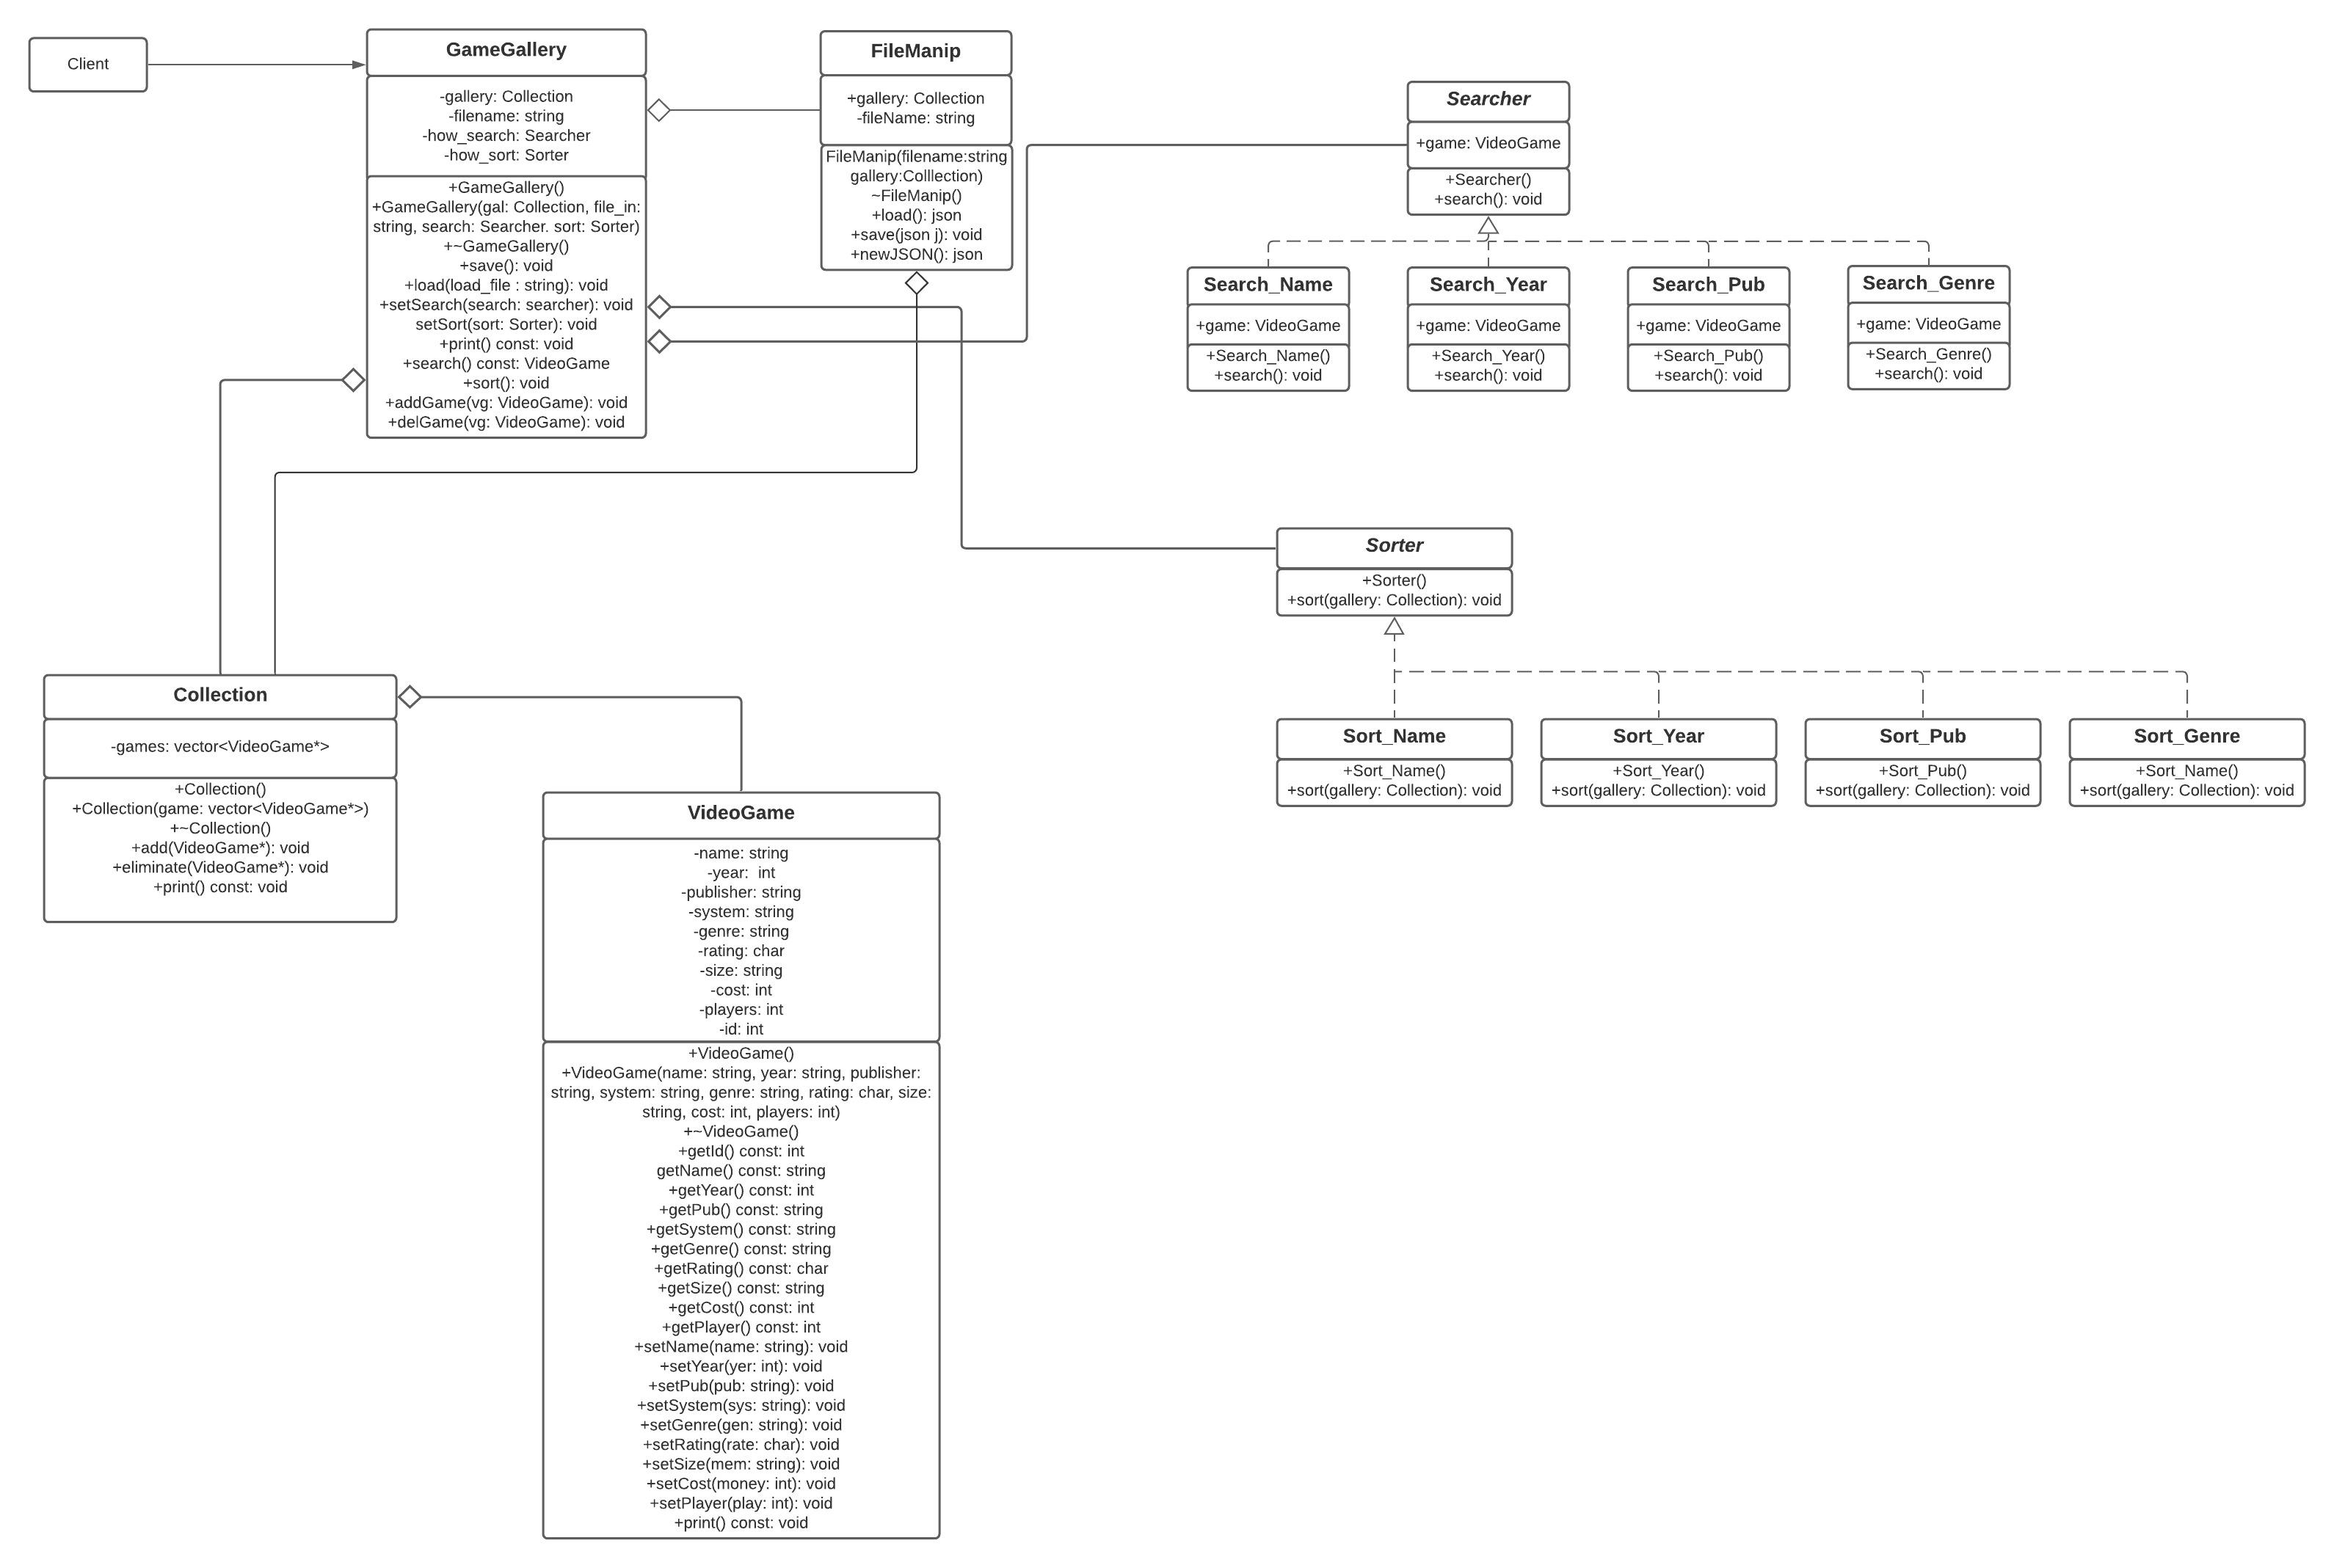 Client
GameGallery
-gallery: Collection
-filename: string
-how_search: Searcher
-how_sort: Sorter
+GameGallery()
+GameGallery(gal: Collection, file_in:
string, search: Searcher. sort: Sorter)
+~GameGallery()
+save(): void
+load(load_file : string): void
+setSearch(search: searcher): void
setSort(sort: Sorter): void
+print() const: void
+search() const: VideoGame
+sort(): void
+addGame(vg: VideoGame): void
+delGame(vg: VideoGame): void
FileManip
+gallery: Collection
-fileName: string
FileManip(filename:string
gallery:Colllection)
~FileManip()
+load(): json
+save(json j): void
+newJSON(): json
Searcher
+game: VideoGame
+Searcher()
+search(): void
Search_Name
+game: VideoGame
+Search_Name()
+search(): void
Search_Year
+game: VideoGame
+Search_Year()
+search(): void
Search_Pub
+game: VideoGame
+Search_Pub()
+search(): void
Search_Genre
+game: VideoGame
+Search_Genre()
+search(): void
Sorter
+Sorter()
+sort(gallery: Collection): void
Sort_Name
+Sort_Name()
+sort(gallery: Collection): void
Sort_Year
+Sort_Year()
+sort(gallery: Collection): void
Sort_Pub
+Sort_Pub()
+sort(gallery: Collection): void
Sort_Genre
+Sort_Name()
+sort(gallery: Collection): void
Collection
-games: vector<VideoGame*>
+Collection()
+Collection(game: vector<VideoGame*>)
+~Collection()
+add(VideoGame*): void
+eliminate(VideoGame*): void
+print() const: void
VideoGame
-name: string
-year:  int
-publisher: string
-system: string
-genre: string
-rating: char
-size: string
-cost: int
-players: int
-id: int
+VideoGame()
+VideoGame(name: string, year: string, publisher:
string, system: string, genre: string, rating: char, size:
string, cost: int, players: int)
+~VideoGame()
+getId() const: int
getName() const: string
+getYear() const: int
+getPub() const: string
+getSystem() const: string
+getGenre() const: string
+getRating() const: char
+getSize() const: string
+getCost() const: int
+getPlayer() const: int
+setName(name: string): void
+setYear(yer: int): void
+setPub(pub: string): void
+setSystem(sys: string): void
+setGenre(gen: string): void
+setRating(rate: char): void
+setSize(mem: string): void
+setCost(money: int): void
+setPlayer(play: int): void
+print() const: void